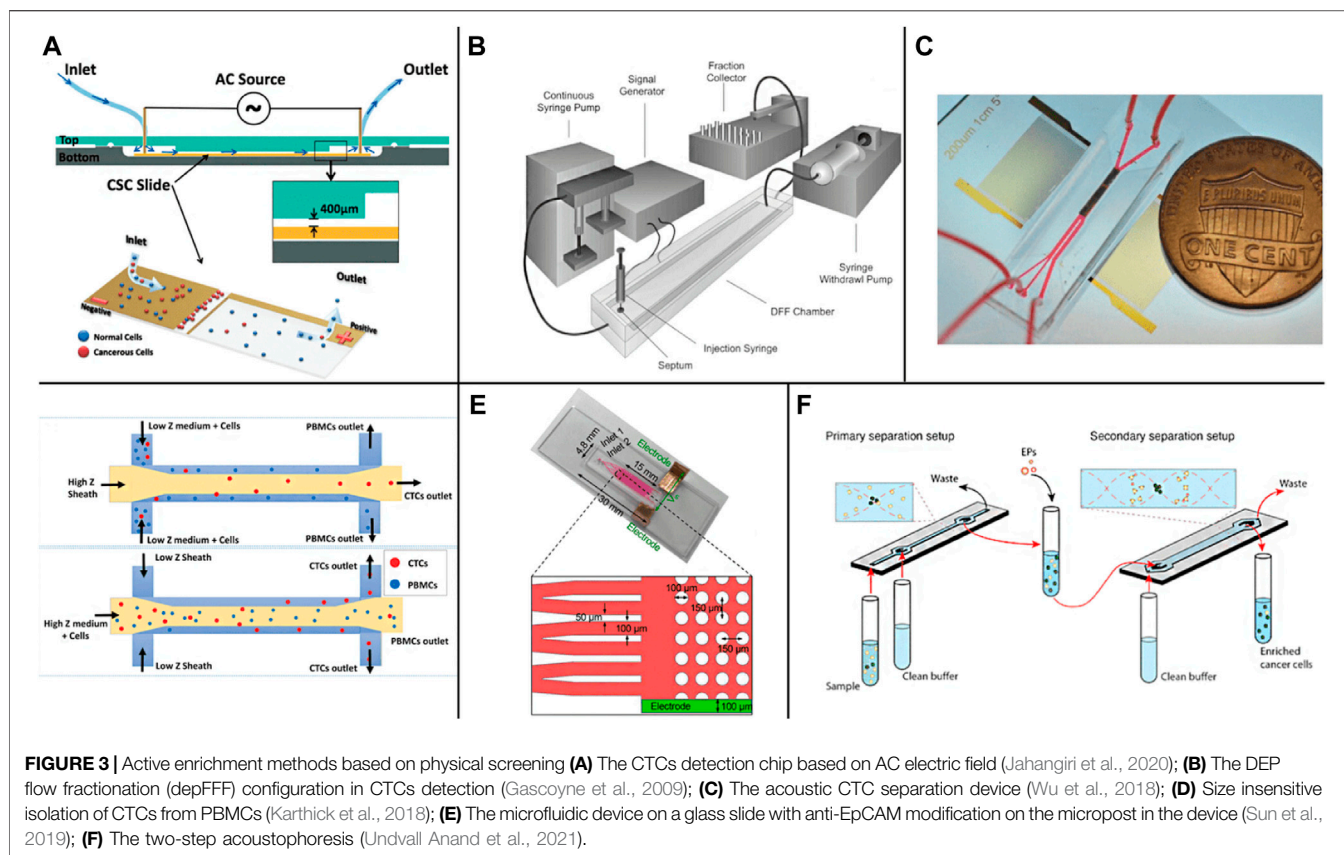 A
Inlet
AC Source
Outlet
~
Top
Bottom
CSC Slide
400µm
Inlet
Outlet
Negative
Positive
Normal Cells
Cancerous Cells
B
Continuous
Syringe Pump
Signal
Generator
Fraction
Collector
Syringe
Withdrawl Pump
DFF Chamber
Injection Syringe
Septum
C
200um 1cm 5°
STATES OF AMERICA
E PLURIBUS UNUM
ONE CENT
Low Z medium + Cells
PBMCs outlet
High Z
Sheath
CTCs outlet
Low Z medium + Cells
PBMCs outlet
Low Z Sheath
CTCs outlet
CTCs
PBMCs
High Z medium
+ Cells
PBMCs outlet
Low Z Sheath
CTCs outlet
E
4.8 mm
Inlet 1
Inlet 2
15 mm
30 mm
Electrode
Electrode
100 µm
150 µm
50 µm
100 µm
150 µm
Electrode
100 µm
F
Primary separation setup
Secondary separation setup
EPs
Waste
Waste
Sample
Clean buffer
Clean buffer
Enriched
cancer cells
FIGURE 3 | Active enrichment methods based on physical screening (A) The CTCs detection chip based on AC electric field (Jahangiri et al., 2020); (B) The DEP
flow fractionation (depFFF) configuration in CTCs detection (Gascoyne et al., 2009); (C) The acoustic CTC separation device (Wu et al., 2018); (D) Size insensitive
isolation of CTCs from PBMCs (Karthick et al., 2018); (E) The microfluidic device on a glass slide with anti-EpCAM modification on the micropost in the device (Sun et al.,
2019); (F) The two-step acoustophoresis (Undvall Anand et al., 2021).